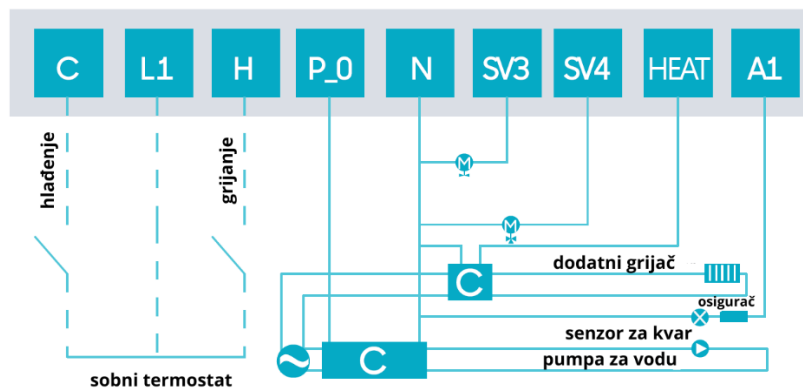 C L1 H P_0 N SV3 SV4 HEAT A1
hlađenje
grijanje
M
M
dodatni grijač
C
osigurač
senzor za kvar
C
pumpa za vodu
sobni termostat